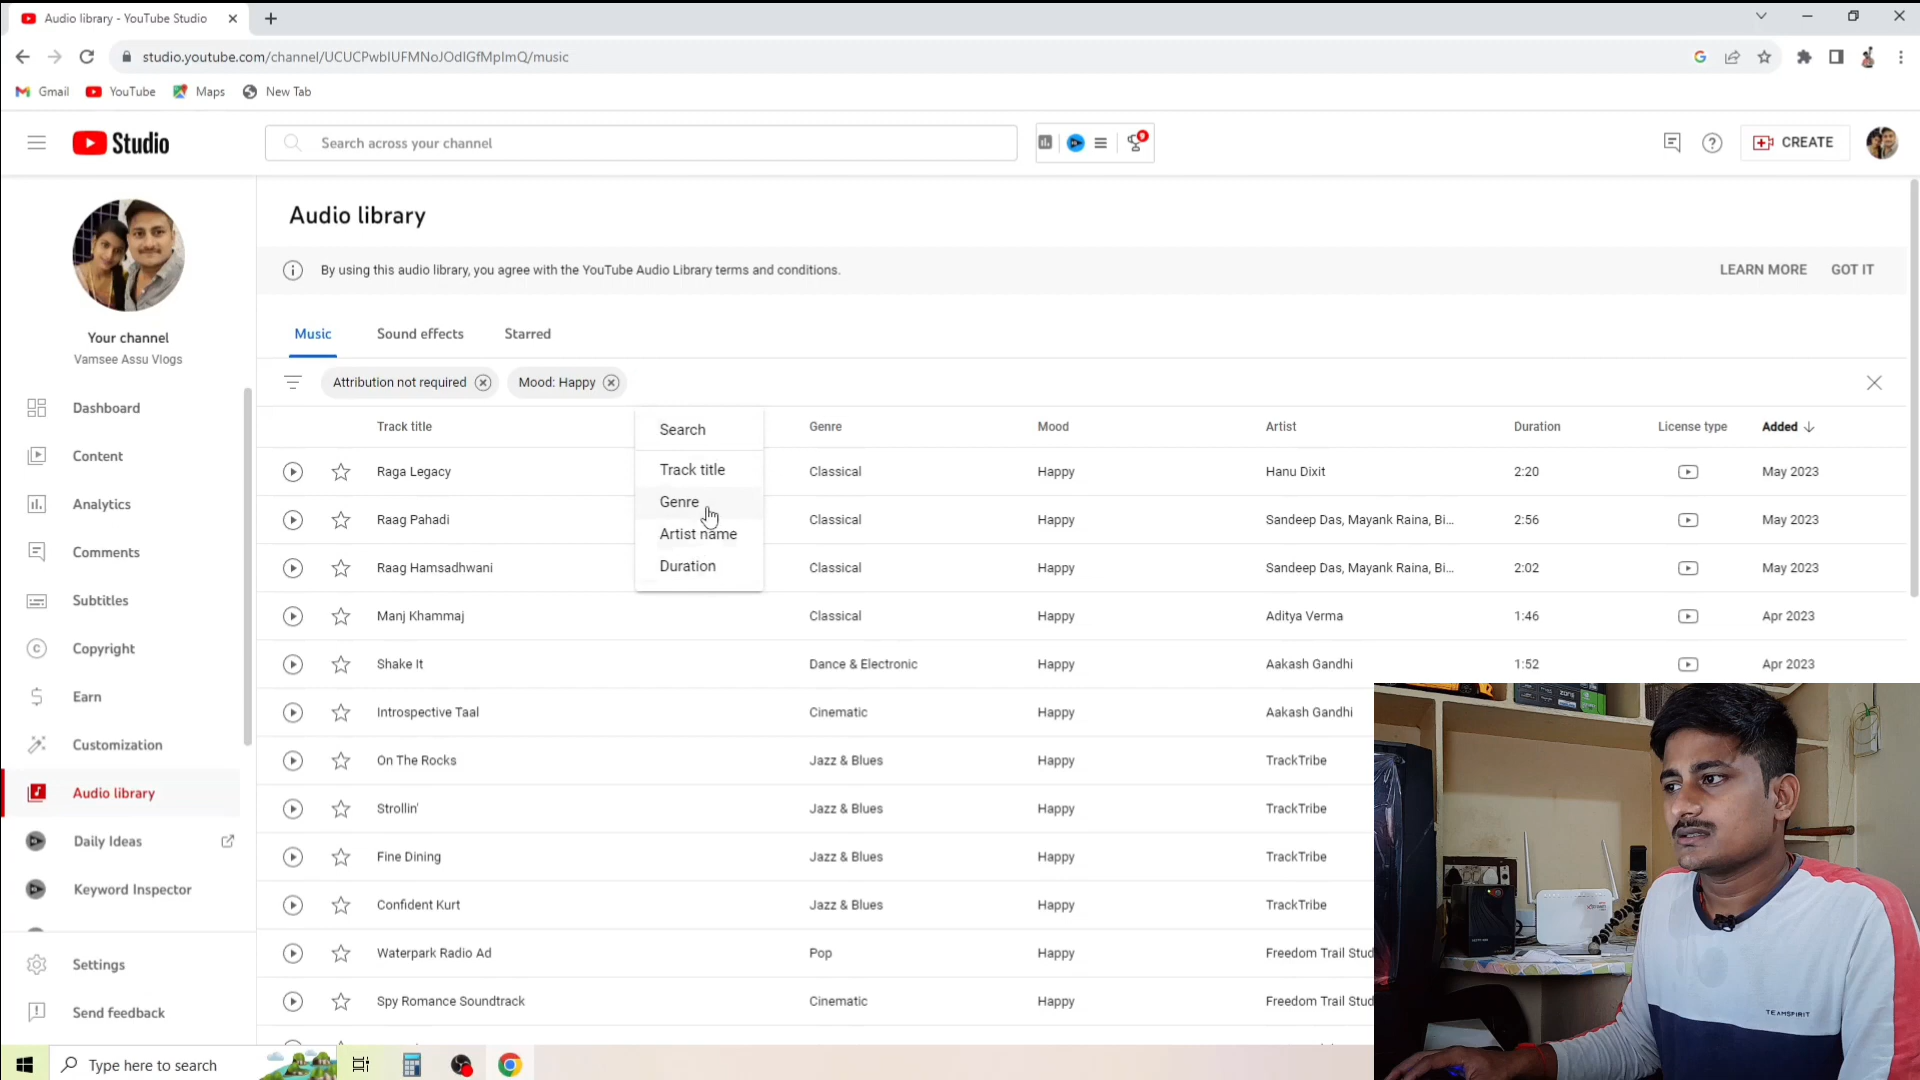 Audio library - YouTube Studio
studio.youtube.com/channel/UCUCPwbIUFMNoJOdIGfMpImQ/music
Gmail YouTube Maps New Tab
Studio
Search across your channel
9
CREATE
Audio library
By using this audio library, you agree with the YouTube Audio Library terms and conditions.
LEARN MORE GOT IT
Your channel
Vamsee Assu Vlogs
Music Sound effects Starred
Attribution not required Mood: Happy
Dashboard
Content
Analytics
Comments
Subtitles
Copyright
Earn
Customization
Audio library
Daily Ideas
Keyword Inspector
Settings
Send feedback
Search
Track title
Genre
Artist name
Duration
Track title Genre Mood Artist Duration License type Added
Raga Legacy Classical Happy Hanu Dixit 2:20 May 2023
Raag Pahadi Classical Happy Sandeep Das, Mayank Raina, Bi... 2:56 May 2023
Raag Hamsadhwani Classical Happy Sandeep Das, Mayank Raina, Bi... 2:02 May 2023
Manj Khammaj Classical Happy Aditya Verma 1:46 Apr 2023
Shake It Dance & Electronic Happy Aakash Gandhi 1:52 Apr 2023
Introspective Taal Cinematic Happy Aakash Gandhi
On The Rocks Jazz & Blues Happy TrackTribe
Strollin' Jazz & Blues Happy TrackTribe
Fine Dining Jazz & Blues Happy TrackTribe
Confident Kurt Jazz & Blues Happy TrackTribe
Waterpark Radio Ad Pop Happy Freedom Trail Stud
Spy Romance Soundtrack Cinematic Happy Freedom Trail Stud
TEAMSPIRIT
Type here to search